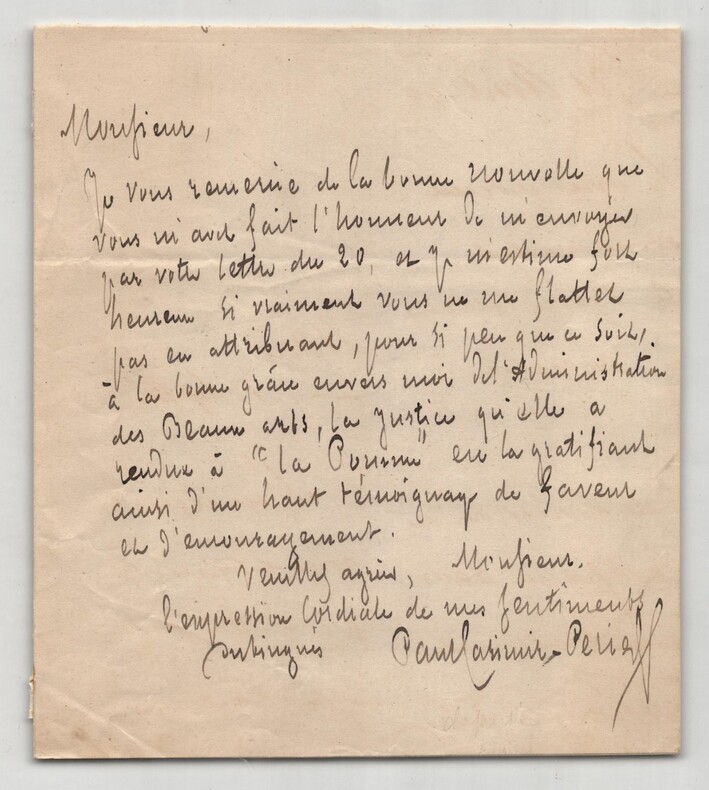 Monsieur,
Je vous remercie de la bonne nouvelle que
vous m'avez fait l'honneur de m'envoyer
par votre lettre du 20, et je m'estime fort
heureux si vraiment vous ne me flattez
pas en attribuant, pour si peu que ce soit,
à la bonne grâce envers moi de l'Administration
des Beaux arts, la justice qu'elle a
rendue à "la Pomme" en la gratifiant
ainsi d'un haut témoignage de faveur
et d'encouragement.
Veuillez agréer, Monsieur,
l'expression cordiale de mes sentiments
distingués Paul Casimir-Perier